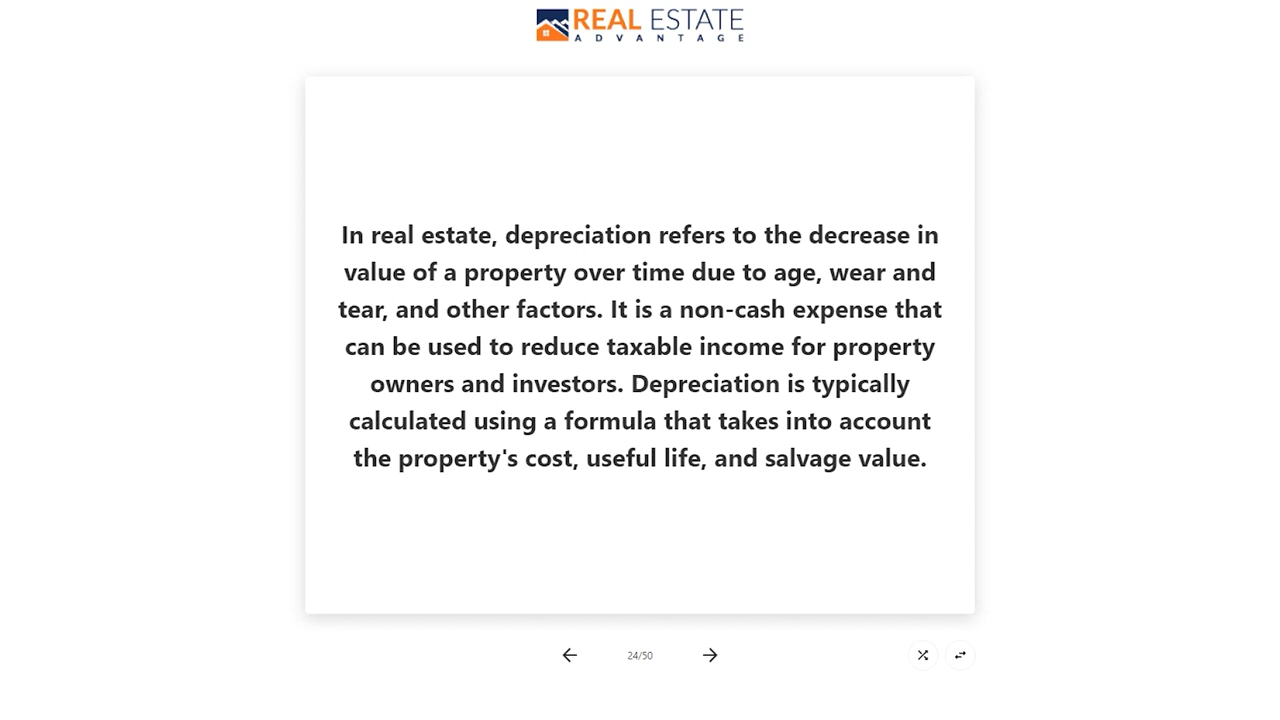 REAL ESTATE
ADVANTAGE
In real estate, depreciation refers to the decrease in
value of a property over time due to age, wear and
tear, and other factors. It is a non-cash expense that
can be used to reduce taxable income for property
owners and investors. Depreciation is typically
calculated using a formula that takes into account
the property's cost, useful life, and salvage value.
24/50